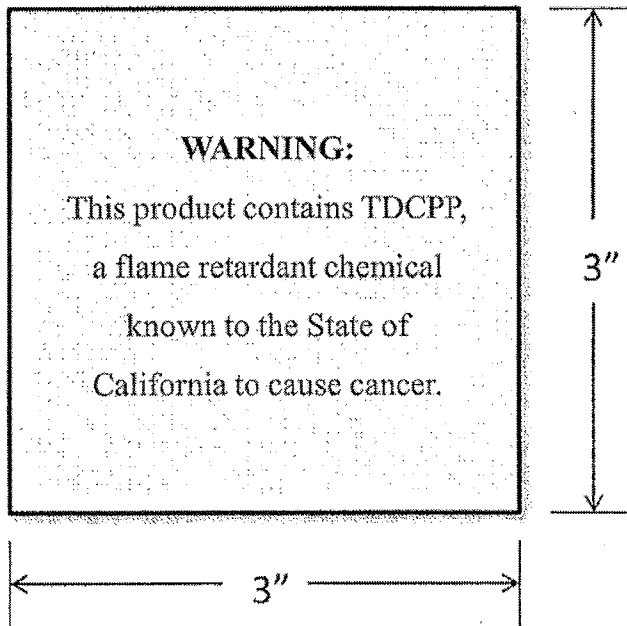 WARNING:
This product contains TDCPP,
a flame retardant chemical
known to the State of
California to cause cancer.
3"
3"